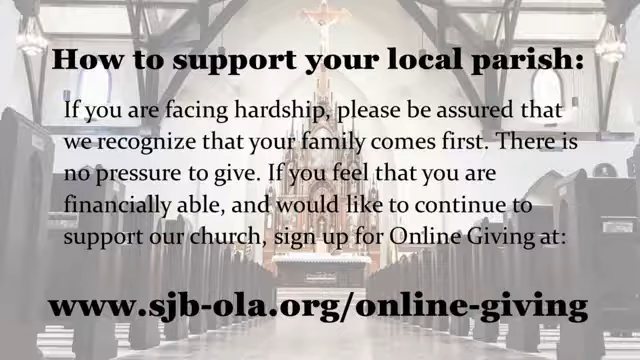 How to support your local parish:
If you are facing hardship, please be assured that
we recognize that your family comes first. There is
no pressure to give. If you feel that you are
financially able, and would like to continue to
support our church, sign up for Online Giving at:
www.sjb-ola.org/online-giving